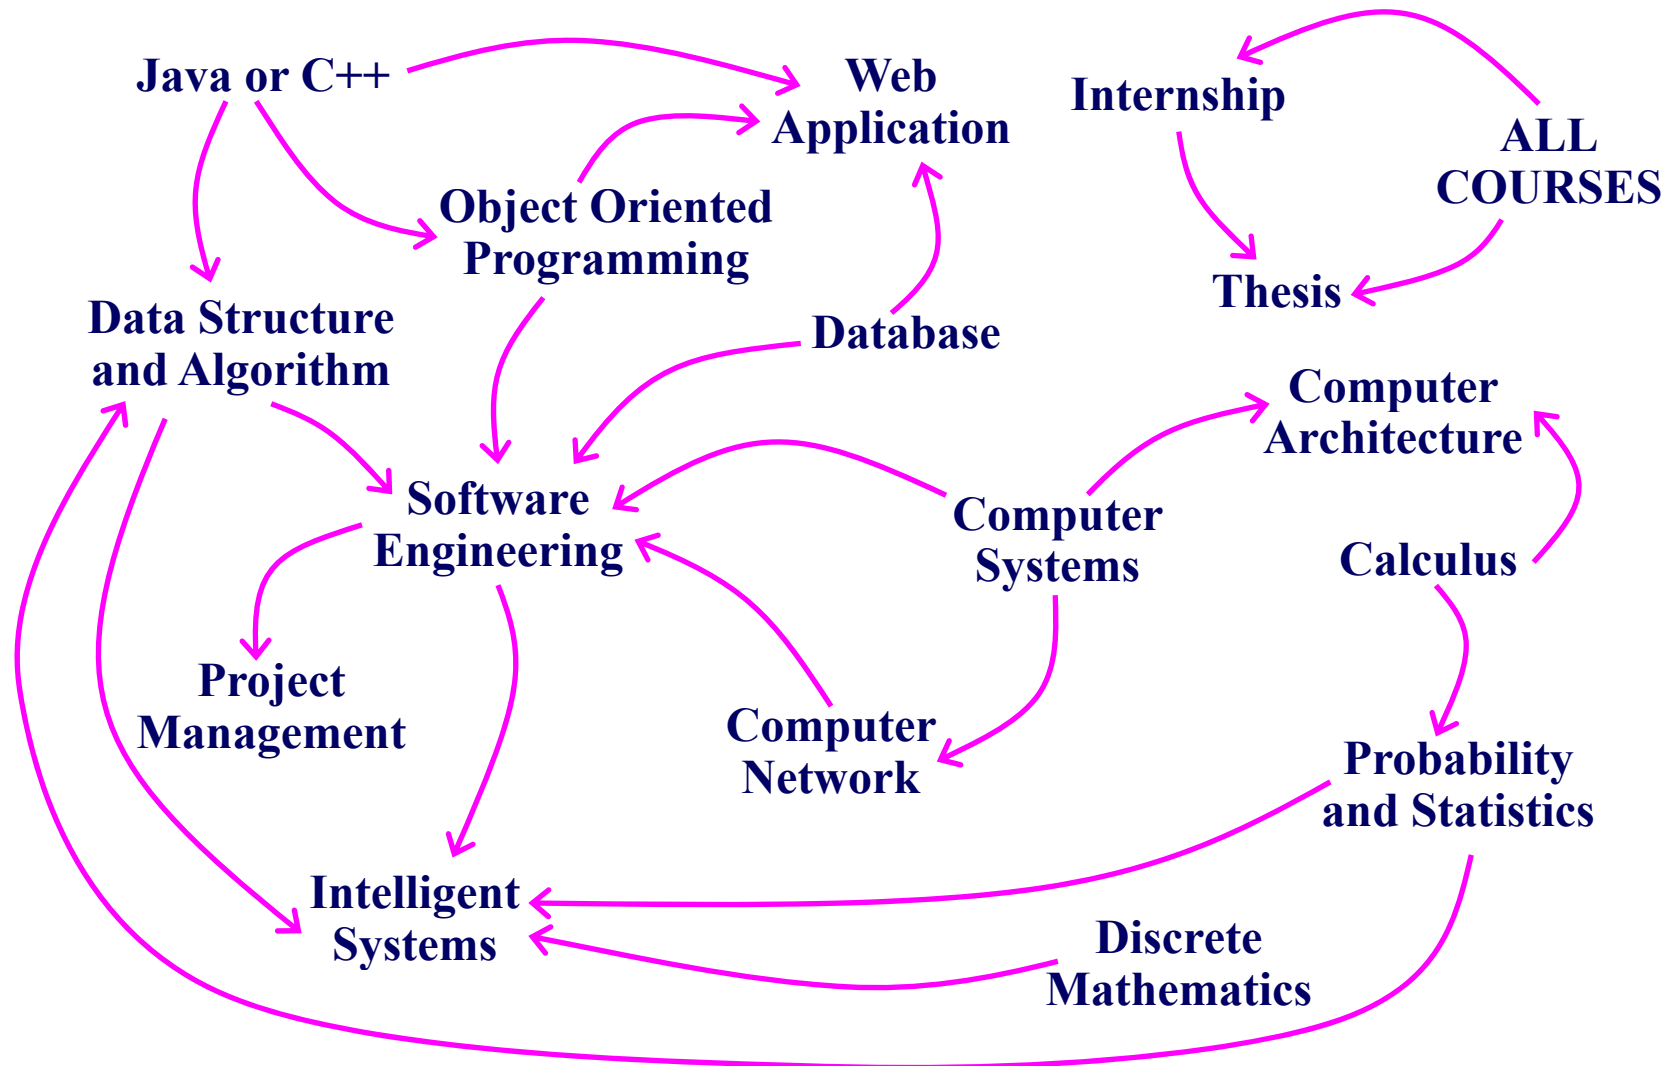 Java or C++
Web
Application
Internship
ALL
COURSES
Object Oriented
Programming
Thesis
Data Structure
and Algorithm
Database
Computer
Architecture
Software
Engineering
Computer
Systems
Calculus
Project
Management
Computer
Network
Probability
and Statistics
Intelligent
Systems
Discrete
Mathematics